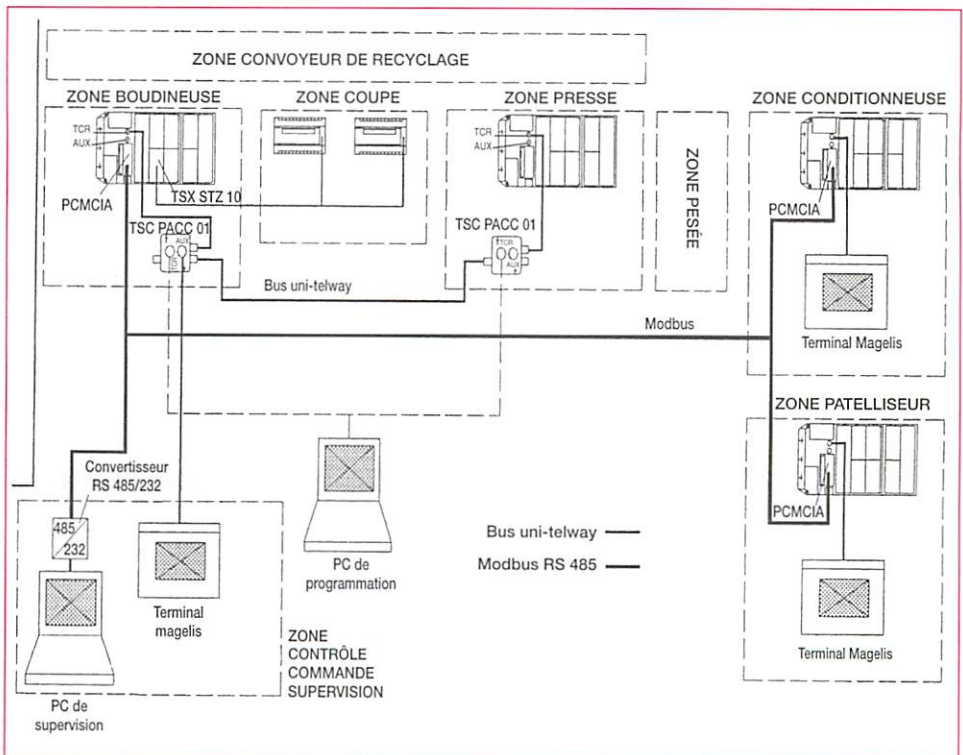 ZONE CONVOYEUR DE RECYCLAGE
ZONE BOUDINEUSE
ZONE COUPE
ZONE PRESSE
ZONE CONDITIONNEUSE
TCR
AUX
PCMCIA
TSX STZ 10
TSC PACC 01
AUX
TCR
AUX
TSC PACC 01
TCR
AUX
ZONE PESÉE
PCMCIA
Terminal Magelis
Bus uni-telway
Modbus
ZONE PATELLISEUR
PCMCIA
Terminal Magelis
Convertisseur
RS 485/232
485
232
PC de
supervision
Terminal
magelis
ZONE
CONTRÔLE
COMMANDE
SUPERVISION
PC de
programmation
Bus uni-telway
Modbus RS 485